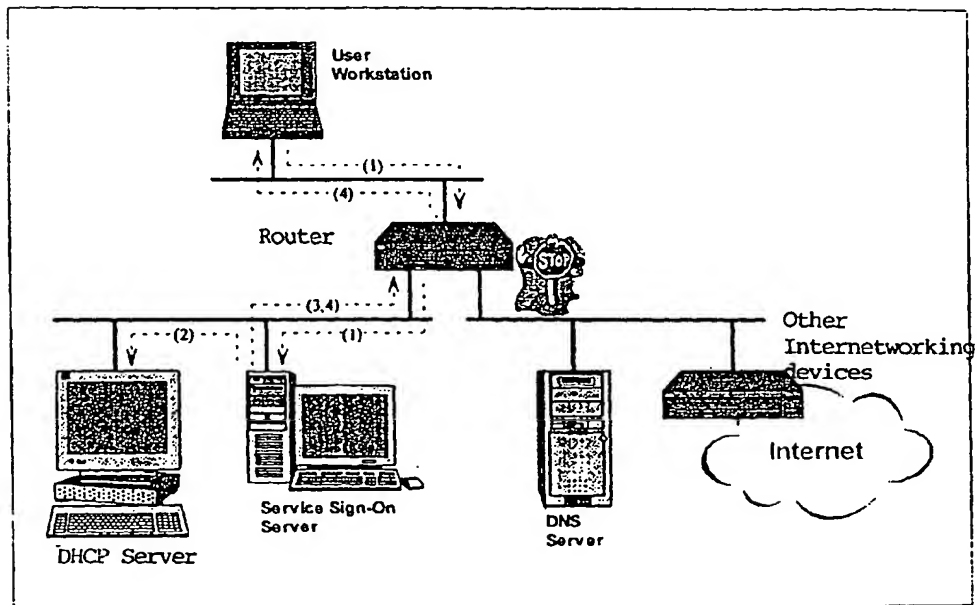 User
Workstation
(1)
(4)
Router
STOP
(3,4)
(2)
(1)
Other
Internetworking
devices
Internet
Service Sign-On
Server
DNS
Server
DHCP Server